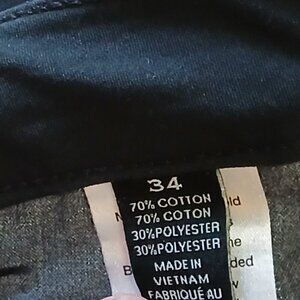 34
70% COTTON
70% COTON
30%POLYESTER
30%POLYESTER
MADE IN
VIETNAM
FABRIQUÉ AU